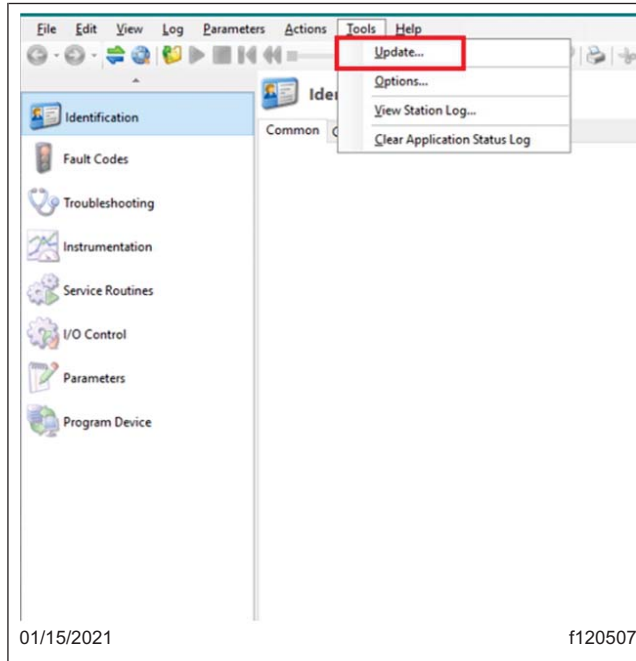 File Edit View Log Parameters Actions Tools Help
Update...
Options...
View Station Log...
Clear Application Status Log
Common
Identification
Fault Codes
Troubleshooting
Instrumentation
Service Routines
I/O Control
Parameters
Program Device
01/15/2021 f120507